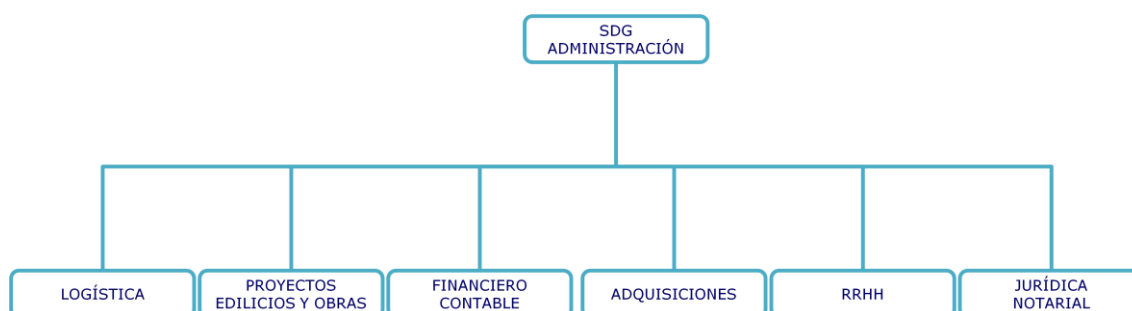 SDG
ADMINISTRACIÓN
LOGÍSTICA
PROYECTOS
EDILICIOS Y OBRAS
FINANCIERO
CONTABLE
ADQUISICIONES
RRHH
JURÍDICA
NOTARIAL